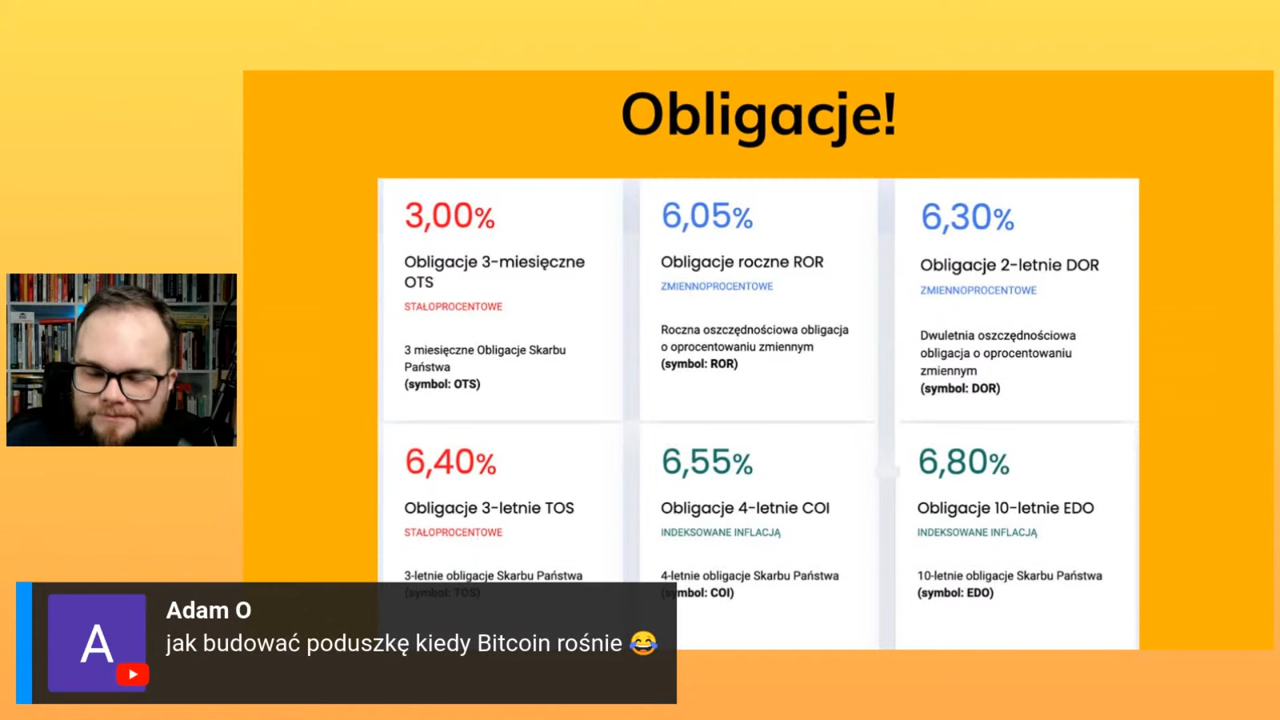 Obligacje!
3,00%
Obligacje 3-miesięczne
OTS
STAŁOPROCENTOWE
3 miesięczne Obligacje Skarbu
Państwa
(symbol: OTS)
6,05%
Obligacje roczne ROR
ZMIENNOPROCENTOWE
Roczna oszczędnościowa obligacja
o oprocentowaniu zmiennym
(symbol: ROR)
6,30%
Obligacje 2-letnie DOR
ZMIENNOPROCENTOWE
Dwuletnia oszczędnościowa
obligacja o oprocentowaniu
zmiennym
(symbol: DOR)
6,40%
Obligacje 3-letnie TOS
STAŁOPROCENTOWE
3-letnie obligacje Skarbu Państwa
(symbol: TOS)
6,55%
Obligacje 4-letnie COI
INDEKSOWANE INFLACJĄ
4-letnie obligacje Skarbu Państwa
(symbol: COI)
6,80%
Obligacje 10-letnie EDO
INDEKSOWANE INFLACJĄ
10-letnie obligacje Skarbu Państwa
(symbol: EDO)
A
Adam O
jak budować poduszkę kiedy Bitcoin rośnie 😂